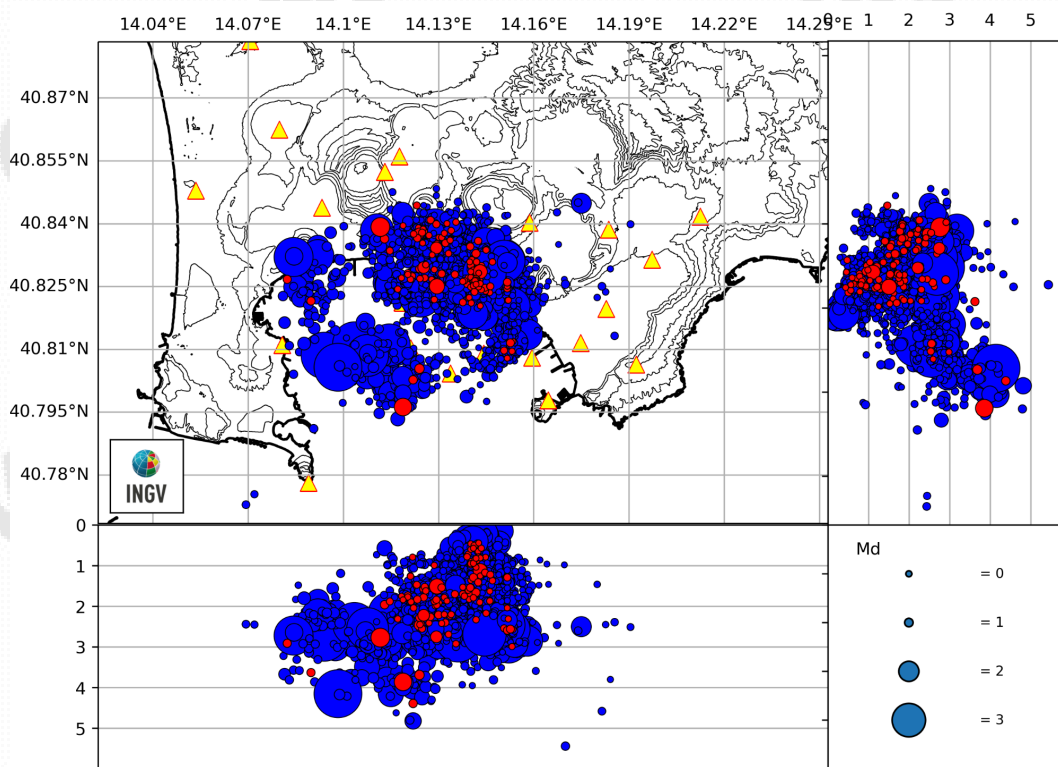 14.04°E 14.07°E 14.1°E 14.13°E 14.16°E 14.19°E 14.22°E 14.25°E 0 1 2 3 4 5
40.87°N
40.855°N
40.84°N
40.825°N
40.81°N
40.795°N
40.78°N
INGV
0
1
2
3
4
5
Md
= 0
= 1
= 2
= 3